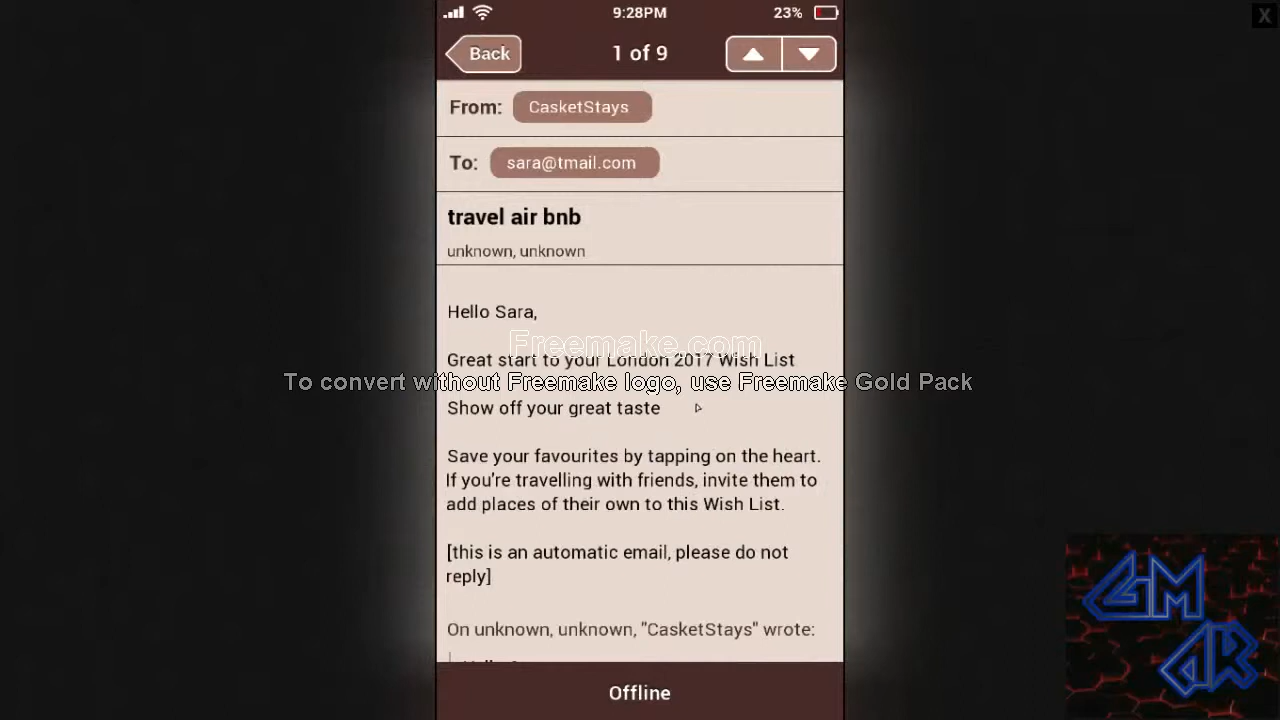 9:28PM
23%
X
Back
1 of 9
From: CasketStays
To: sara@tmail.com
travel air bnb
unknown, unknown
Hello Sara,
Freemake.com
Great start to your London 2017 Wish List
To convert without Freemake logo, use Freemake Gold Pack
Show off your great taste
Save your favourites by tapping on the heart.
If you're travelling with friends, invite them to
add places of their own to this Wish List.
[this is an automatic email, please do not
reply]
On unknown, unknown, "CasketStays" wrote:
Offline